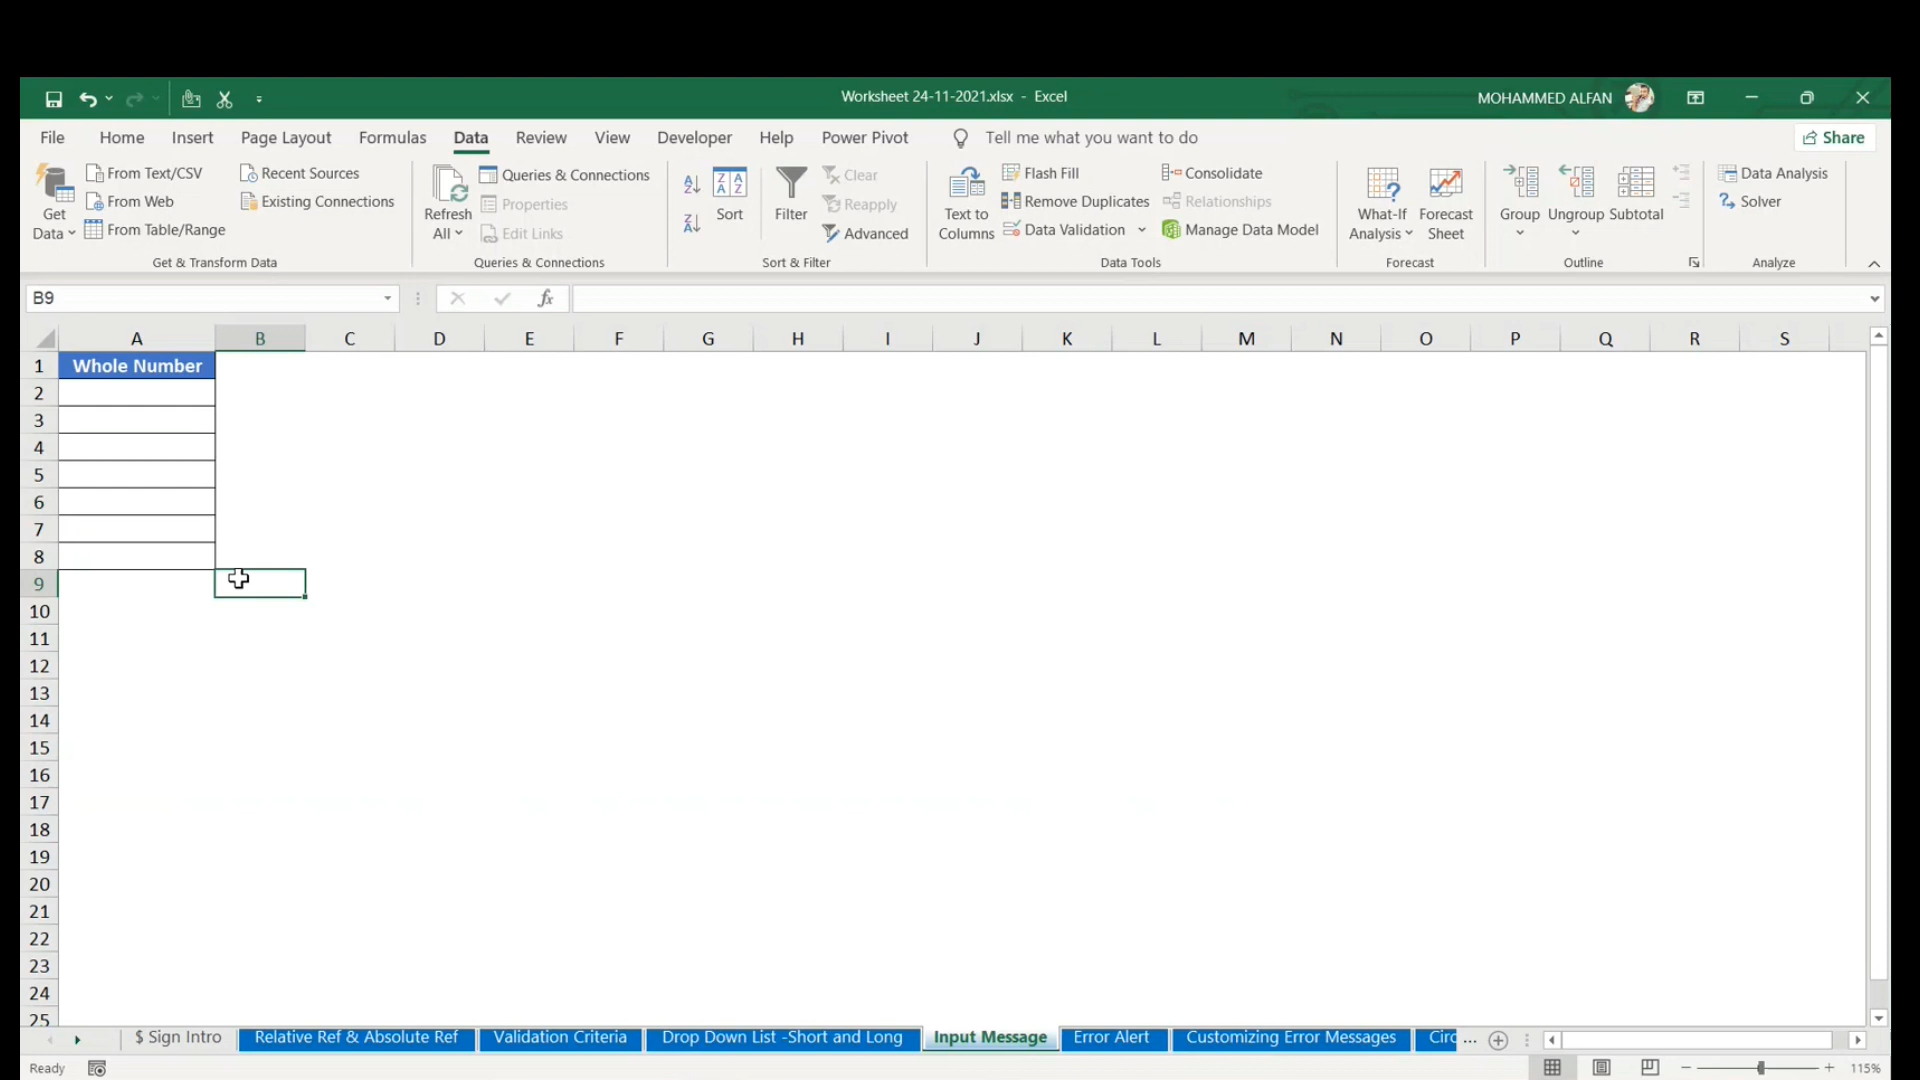 Worksheet 24-11-2021.xlsx - Excel
MOHAMMED ALFAN
File Home Insert Page Layout Formulas Data Review View Developer Help Power Pivot Tell me what you want to do Share
Get Data
From Text/CSV
From Web
From Table/Range
Recent Sources
Existing Connections
Get & Transform Data
Refresh All
Queries & Connections
Properties
Edit Links
Queries & Connections
Sort
Filter
Clear
Reapply
Advanced
Sort & Filter
Text to Columns
Flash Fill
Remove Duplicates
Data Validation
Consolidate
Relationships
Manage Data Model
Data Tools
What-If Analysis
Forecast Sheet
Forecast
Group
Ungroup
Subtotal
Outline
Data Analysis
Solver
Analyze
B9
fx
A B C D E F G H I J K L M N O P Q R S
1 Whole Number
2
3
4
5
6
7
8
9
10
11
12
13
14
15
16
17
18
19
20
21
22
23
24
25
$ Sign Intro Relative Ref & Absolute Ref Validation Criteria Drop Down List -Short and Long Input Message Error Alert Customizing Error Messages Circ ...
Ready
115%